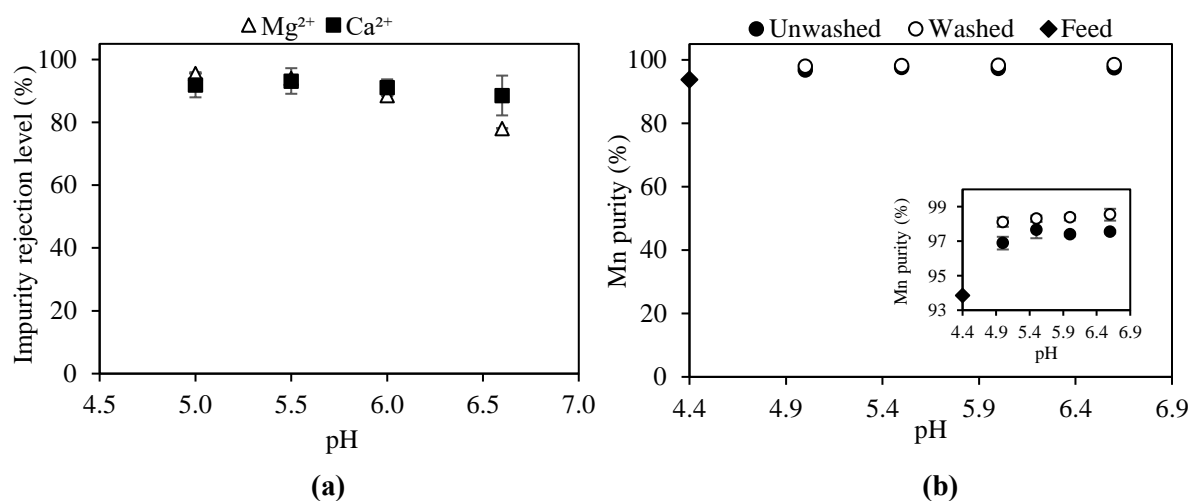 Mg²⁺ Ca²⁺
Impurity rejection level (%)
100
80
60
40
20
0
4.5 5.0 5.5 6.0 6.5 7.0
pH
(a)
Unwashed Washed Feed
Mn purity (%)
100
80
60
40
20
0
4.4 4.9 5.4 5.9 6.4 6.9
pH
Mn purity (%)
99
97
95
93
4.4 4.9 5.4 5.9 6.4 6.9
pH
(b)